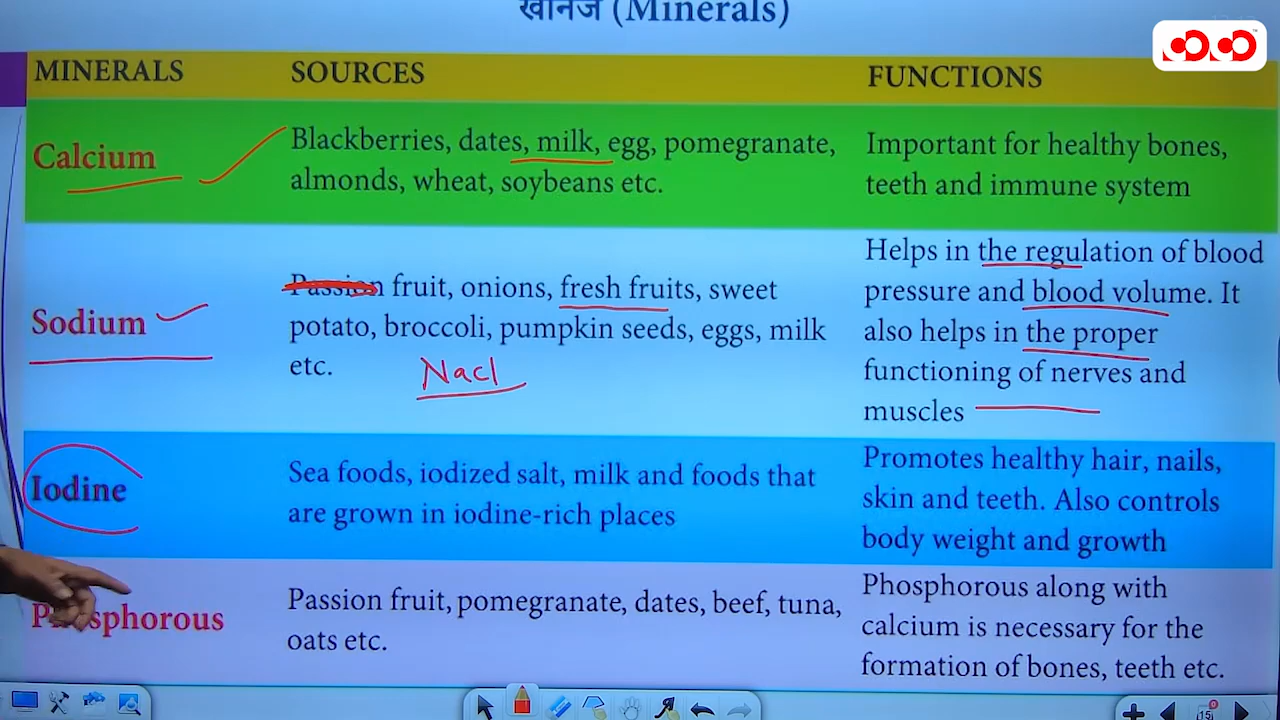 खनिज (Minerals)
MINERALS SOURCES FUNCTIONS
Calcium
Blackberries, dates, milk, egg, pomegranate,
almonds, wheat, soybeans etc.
Important for healthy bones,
teeth and immune system
Sodium
Passion fruit, onions, fresh fruits, sweet
potato, broccoli, pumpkin seeds, eggs, milk
etc.
Nacl
Helps in the regulation of blood
pressure and blood volume. It
also helps in the proper
functioning of nerves and
muscles
Iodine
Sea foods, iodized salt, milk and foods that
are grown in iodine-rich places
Promotes healthy hair, nails,
skin and teeth. Also controls
body weight and growth
Phosphorous
Passion fruit, pomegranate, dates, beef, tuna,
oats etc.
Phosphorous along with
calcium is necessary for the
formation of bones, teeth etc.
15